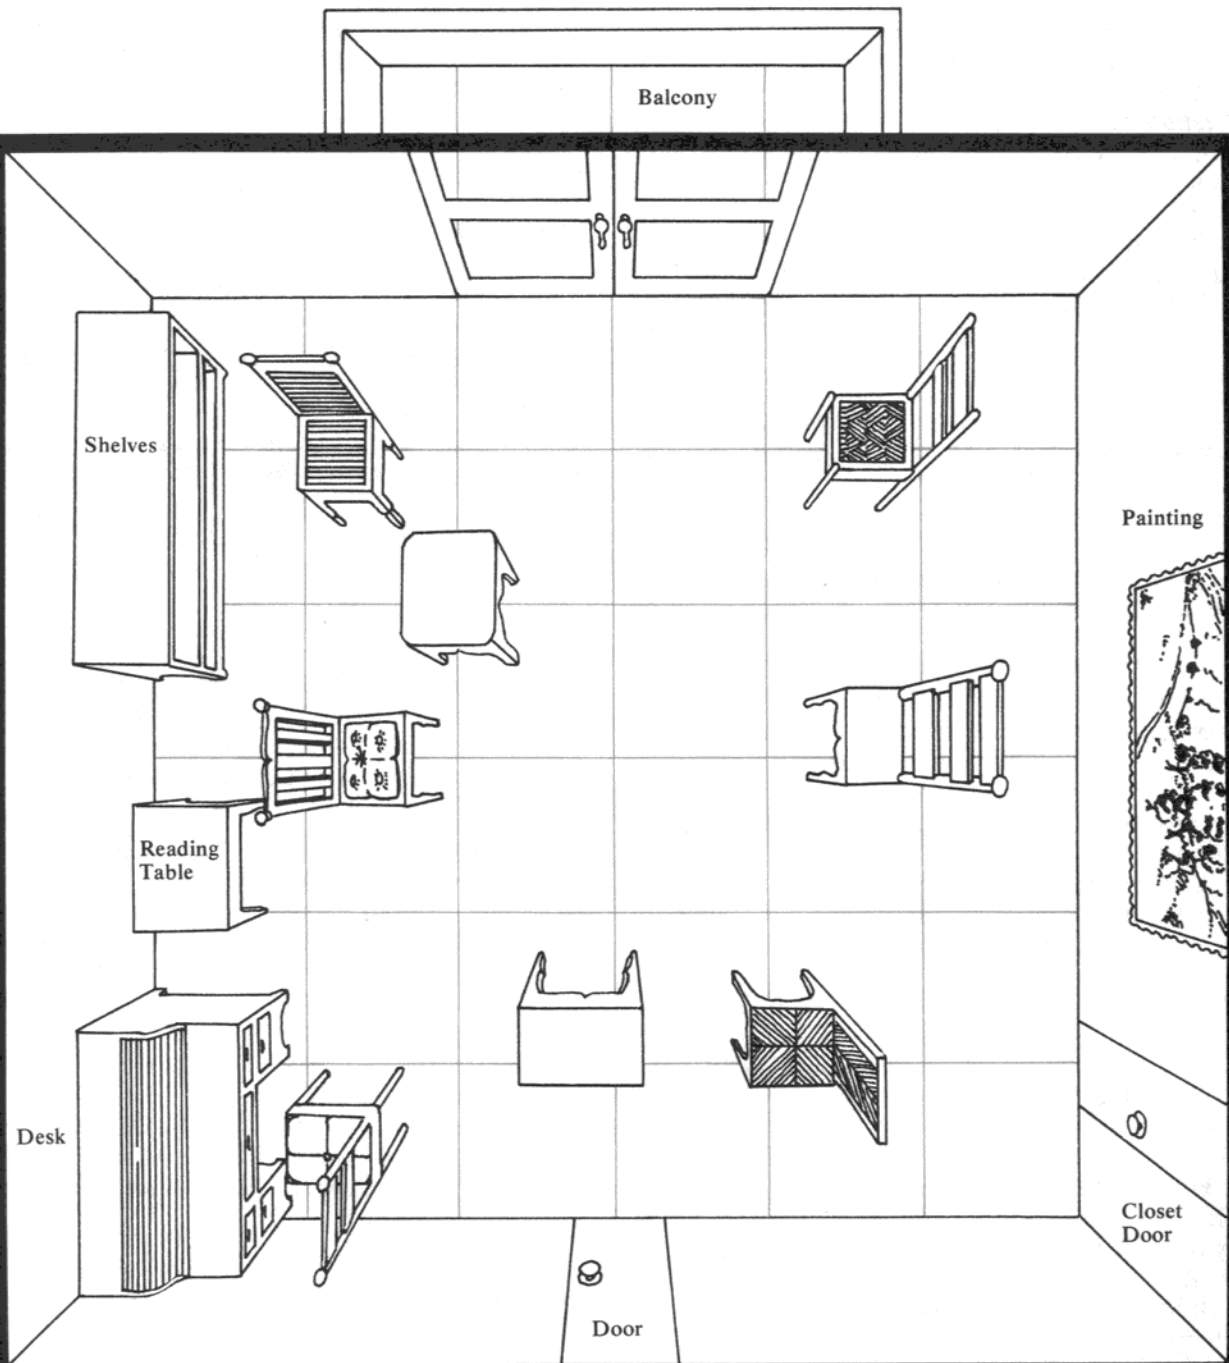 Balcony
Shelves
Painting
Reading
Table
Desk
Closet
Door
Door